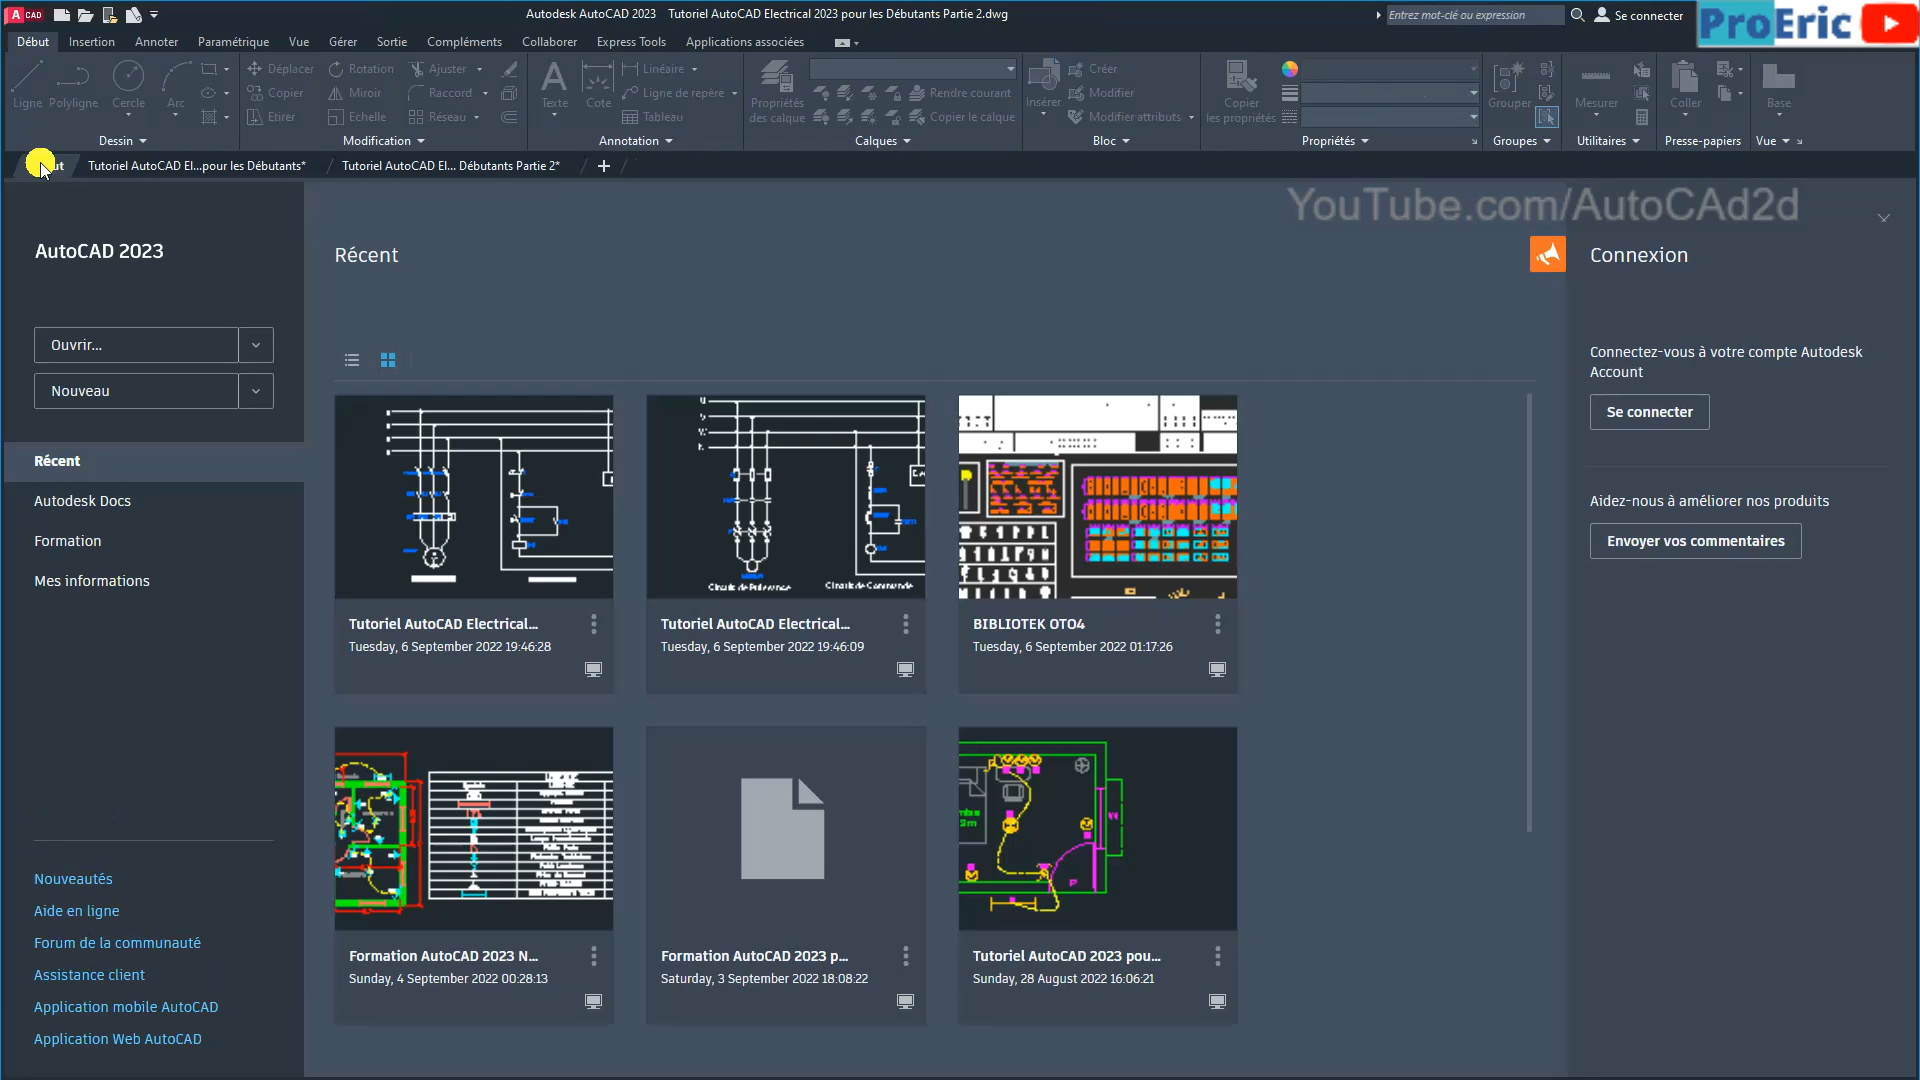 CAD
Autodesk AutoCAD 2023 Tutoriel AutoCAD Electrical 2023 pour les Débutants Partie 2.dwg
Entrez mot-clé ou expression
Se connecter
ProEric
Début Insertion Annoter Paramétrique Vue Gérer Sortie Compléments Collaborer Express Tools Applications associées
Ligne Polyligne Cercle Arc
Déplacer Rotation Ajuster
Copier Miroir Raccord
Etirer Echelle Réseau
Texte Cote
Linéaire
Ligne de repère
Tableau
Propriétés de calque
Rendre courant
Copier le calque
Insérer
Créer
Modifier
Modifier attributs
Copier les propriétés
Grouper
Mesurer
Coller
Base
Dessin Modification Annotation Calques Bloc Propriétés Groupes Utilitaires Presse-papiers Vue
ut Tutoriel AutoCAD El...pour les Débutants* Tutoriel AutoCAD El... Débutants Partie 2* +
YouTube.com/AutoCAd2d
AutoCAD 2023
Ouvrir...
Nouveau
Récent
Autodesk Docs
Formation
Mes informations
Nouveautés
Aide en ligne
Forum de la communauté
Assistance client
Application mobile AutoCAD
Application Web AutoCAD
Récent
Circuit de Puissance
Circuit de Commande
Tutoriel AutoCAD Electrical...
Tuesday, 6 September 2022 19:46:28
Tutoriel AutoCAD Electrical...
Tuesday, 6 September 2022 19:46:09
BIBLIOTEK OTO4
Tuesday, 6 September 2022 01:17:26
Formation AutoCAD 2023 N...
Sunday, 4 September 2022 00:28:13
Formation AutoCAD 2023 p...
Saturday, 3 September 2022 18:08:22
Tutoriel AutoCAD 2023 pou...
Sunday, 28 August 2022 16:06:21
Connexion
Connectez-vous à votre compte Autodesk
Account
Se connecter
Aidez-nous à améliorer nos produits
Envoyer vos commentaires